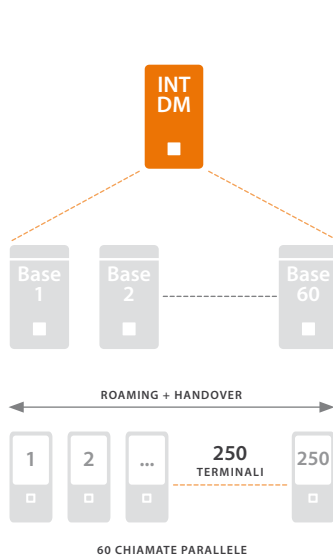 INT
DM
Base
1
Base
2
Base
60
ROAMING + HANDOVER
1
2
...
250
TERMINALI
250
60 CHIAMATE PARALLELE